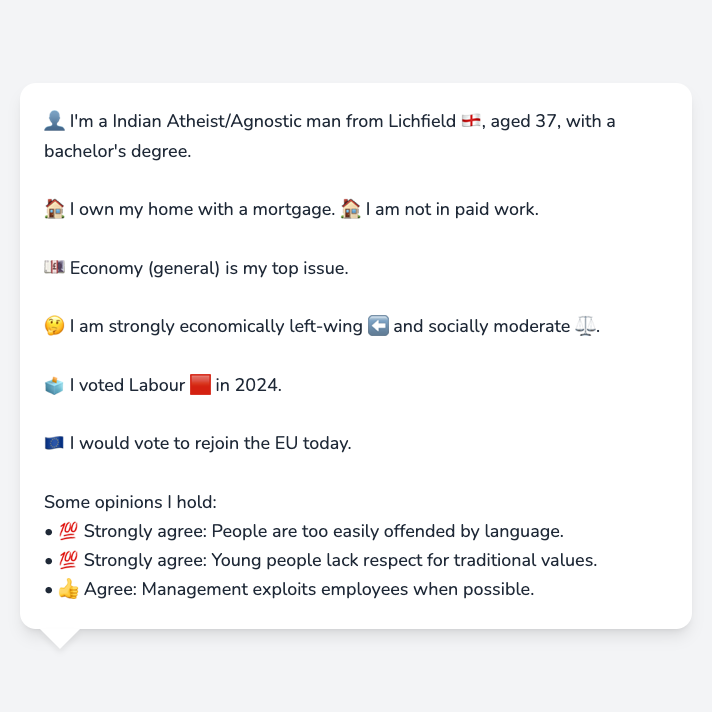 👤 I'm a Indian Atheist/Agnostic man from Lichfield 🏴󠁧󠁢󠁥󠁮󠁧󠁿, aged 37, with a
bachelor's degree.
🏠 I own my home with a mortgage. 🏠 I am not in paid work.
💷 Economy (general) is my top issue.
🤔 I am strongly economically left-wing ⬅️ and socially moderate ⚖️.
🗳️ I voted Labour 🟥 in 2024.
🇪🇺 I would vote to rejoin the EU today.
Some opinions I hold:
• 💯 Strongly agree: People are too easily offended by language.
• 💯 Strongly agree: Young people lack respect for traditional values.
• 👍 Agree: Management exploits employees when possible.